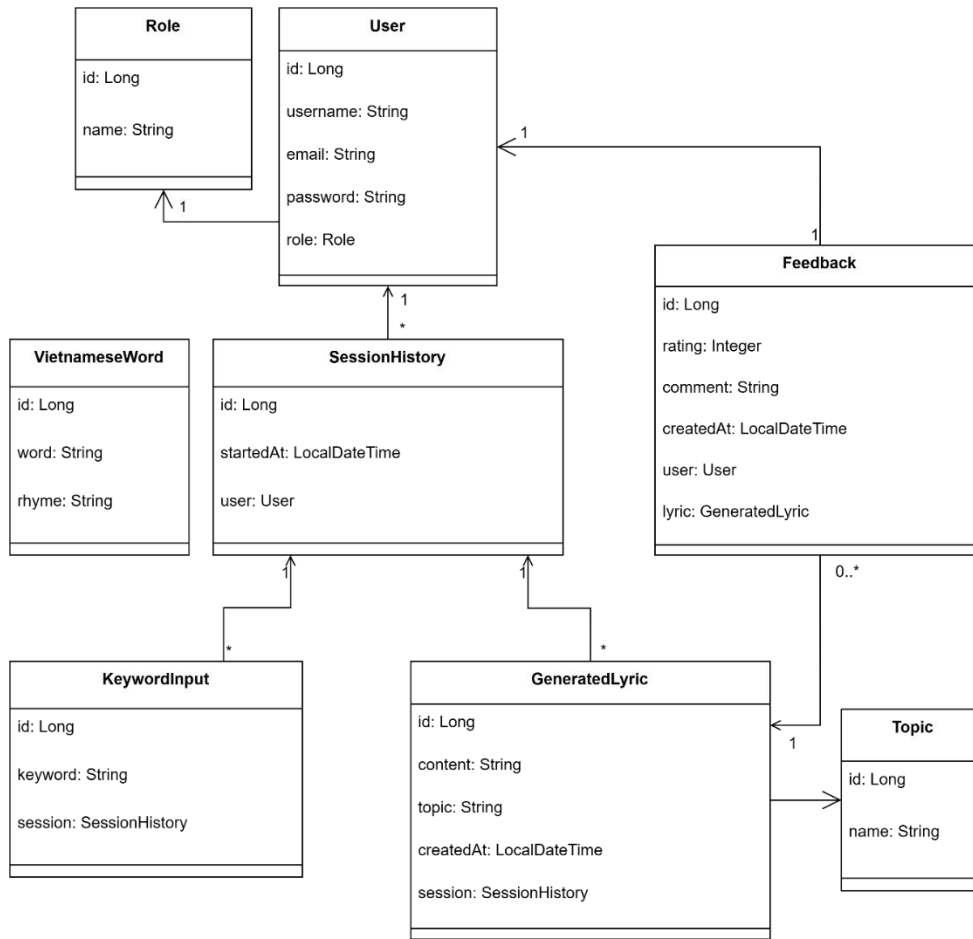 Role
id: Long
name: String
1
User
id: Long
username: String
email: String
password: String
role: Role
1
1
Feedback
id: Long
rating: Integer
comment: String
createdAt: LocalDateTime
user: User
lyric: GeneratedLyric
1
*
VietnameseWord
id: Long
word: String
rhyme: String
SessionHistory
id: Long
startedAt: LocalDateTime
user: User
1
1
0..*
*
*
KeywordInput
id: Long
keyword: String
session: SessionHistory
GeneratedLyric
id: Long
content: String
topic: String
createdAt: LocalDateTime
session: SessionHistory
1
Topic
id: Long
name: String